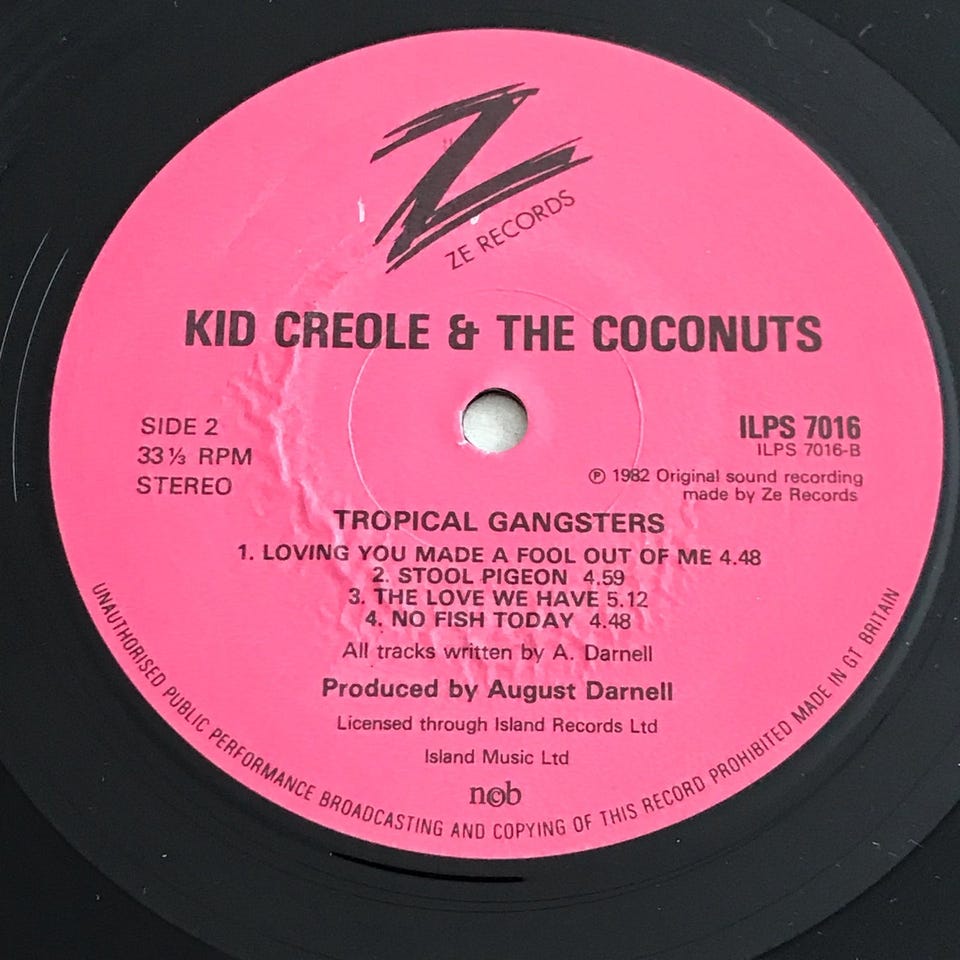 Z
ZE RECORDS
KID CREOLE & THE COCONUTS
SIDE 2
33⅓ RPM
STEREO
ILPS 7016
ILPS 7016-B
℗ 1982 Original sound recording
made by Ze Records
TROPICAL GANGSTERS
1. LOVING YOU MADE A FOOL OUT OF ME 4.48
2. STOOL PIGEON 4.59
3. THE LOVE WE HAVE 5.12
4. NO FISH TODAY 4.48
All tracks written by A. Darnell
Produced by August Darnell
Licensed through Island Records Ltd
Island Music Ltd
n©b
UNAUTHORISED PUBLIC PERFORMANCE BROADCASTING AND COPYING OF THIS RECORD PROHIBITED MADE IN GT BRITAIN